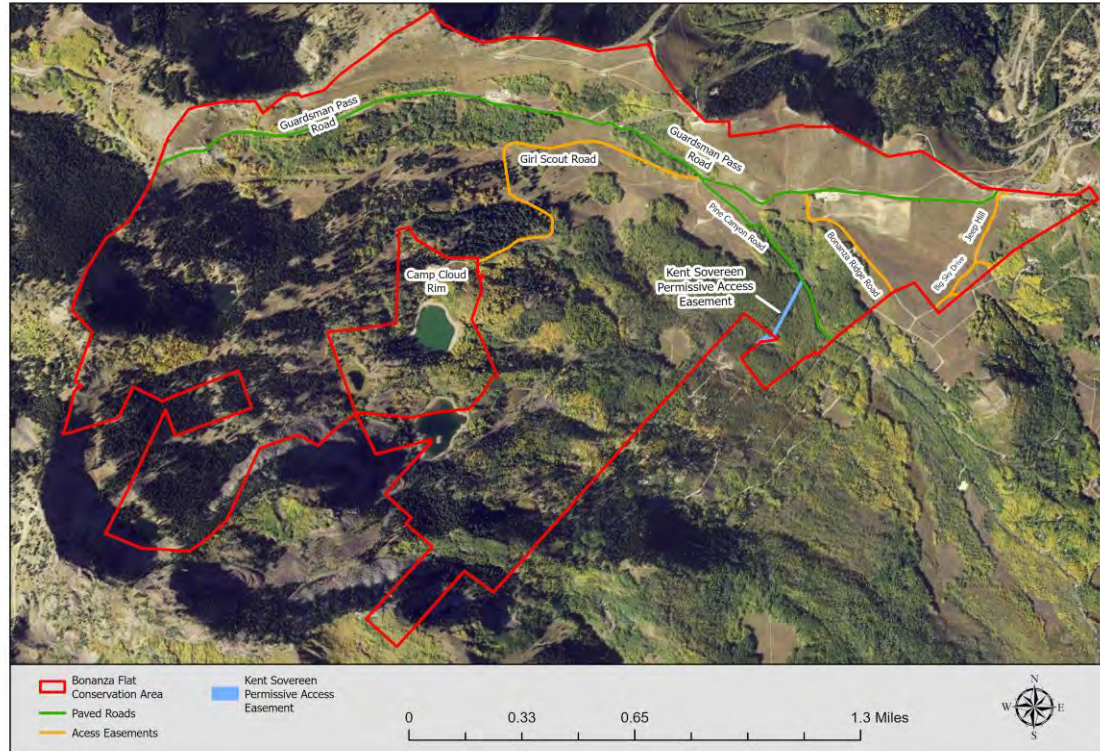 Guardsman Pass
Road
Girl Scout Road
Guardsman Pass
Road
Pine Canyon Road
Bonanza Ridge Road
Big Sky Drive
Jeep Hill
Camp Cloud
Rim
Kent Sovereen
Permissive Access
Easement
Bonanza Flat
Conservation Area
Paved Roads
Acess Easements
Kent Sovereen
Permissive Access
Easement
0
0.33
0.65
1.3 Miles
N
W
E
S